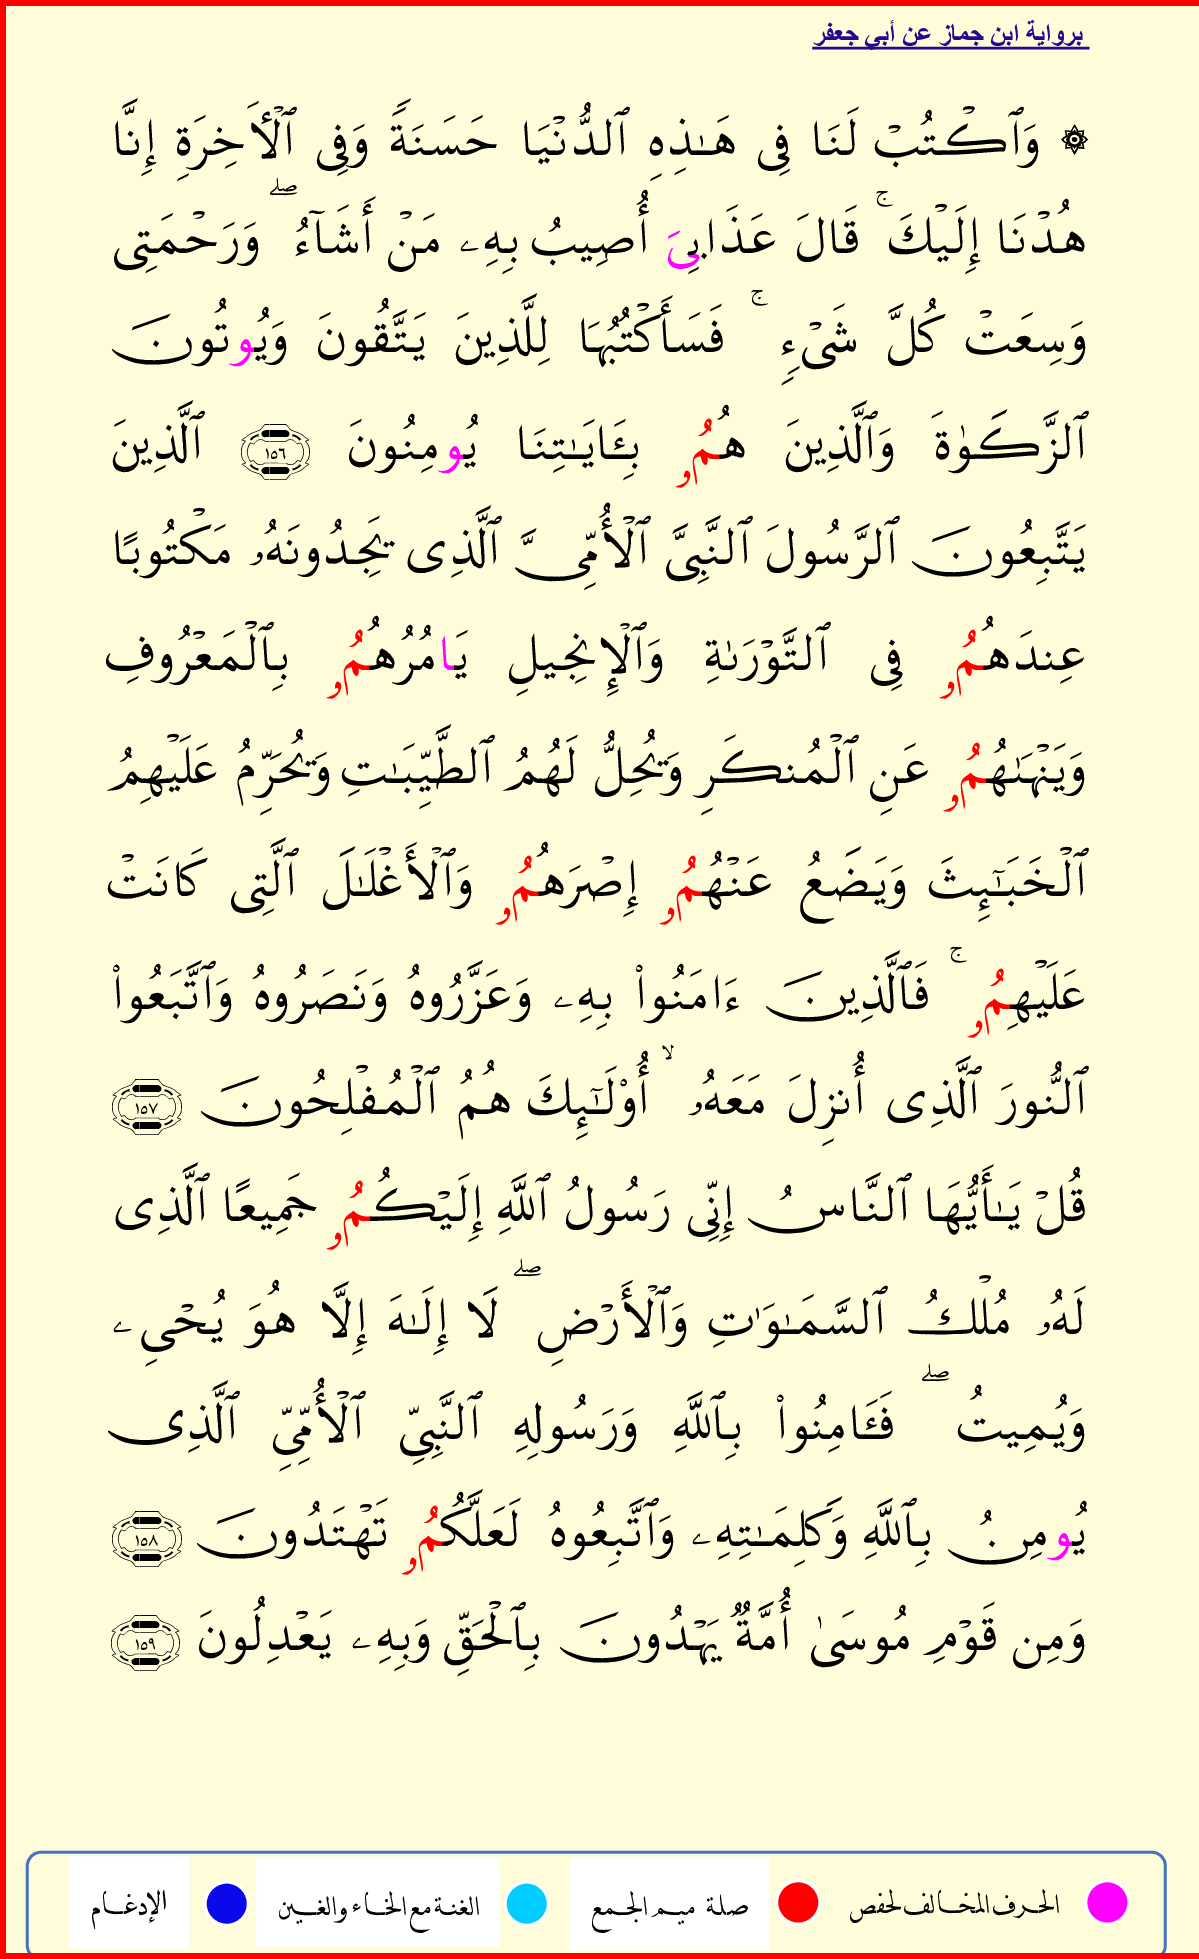 برواية ابن جماز عن أبي جعفر
۞ وَٱكۡتُبۡ لَنَا فِى هَـٰذِهِ ٱلدُّنۡيَا حَسَنَةً وَفِى ٱلۡأَخِرَةِ إِنَّا
هُدۡنَا إِلَيۡكَ ۚ قَالَ عَذَابِىَ أُصِيبُ بِهِۦ مَنۡ أَشَآءُ ۖ وَرَحۡمَتِى
وَسِعَتۡ كُلَّ شَىۡءٍ ۚ فَسَأَكۡتُبُهَا لِلَّذِينَ يَتَّقُونَ وَيُوتُونَ
ٱلزَّكَوٰةَ وَٱلَّذِينَ هُمُۥ بِـَٔايَـٰتِنَا يُومِنُونَ ١٥٦ ٱلَّذِينَ
يَتَّبِعُونَ ٱلرَّسُولَ ٱلنَّبِىَّ ٱلۡأُمِّىَّ ٱلَّذِى يَجِدُونَهُۥ مَكۡتُوبًا
عِندَهُمُۥ فِى ٱلتَّوۡرَىٰةِ وَٱلۡإِنجِيلِ يَامُرُهُمُۥ بِٱلۡمَعۡرُوفِ
وَيَنۡهَىٰهُمُۥ عَنِ ٱلۡمُنكَرِ وَيُحِلُّ لَهُمُ ٱلطَّيِّبَـٰتِ وَيُحَرِّمُ عَلَيۡهِمُ
ٱلۡخَبَـٰٓئِثَ وَيَضَعُ عَنۡهُمُۥ إِصۡرَهُمُۥ وَٱلۡأَغۡلَـٰلَ ٱلَّتِى كَانَتۡ
عَلَيۡهِمُۥ ۚ فَٱلَّذِينَ ءَامَنُوا۟ بِهِۦ وَعَزَّرُوهُ وَنَصَرُوهُ وَٱتَّبَعُوا۟
ٱلنُّورَ ٱلَّذِى أُنزِلَ مَعَهُۥ ۙ أُو۟لَـٰٓئِكَ هُمُ ٱلۡمُفۡلِحُونَ ١٥٧
قُلۡ يَـٰأَيُّهَا ٱلنَّاسُ إِنِّى رَسُولُ ٱللَّهِ إِلَيۡكُمُۥ جَمِيعًا ٱلَّذِى
لَهُۥ مُلۡكُ ٱلسَّمَـٰوَٰتِ وَٱلۡأَرۡضِ ۖ لَا إِلَـٰهَ إِلَّا هُوَ يُحۡىِۦ
وَيُمِيتُ ۖ فَـَٔامِنُوا۟ بِٱللَّهِ وَرَسُولِهِ ٱلنَّبِىِّ ٱلۡأُمِّىِّ ٱلَّذِى
يُومِنُ بِٱللَّهِ وَكَلِمَـٰتِهِۦ وَٱتَّبِعُوهُ لَعَلَّكُمُۥ تَهۡتَدُونَ ١٥٨
وَمِن قَوۡمِ مُوسَىٰ أُمَّةٌ يَهۡدُونَ بِٱلۡحَقِّ وَبِهِۦ يَعۡدِلُونَ ١٥٩
الحرف المخالف لحفص صلة ميم الجمع الغنة مع الخاء والغين الإدغام